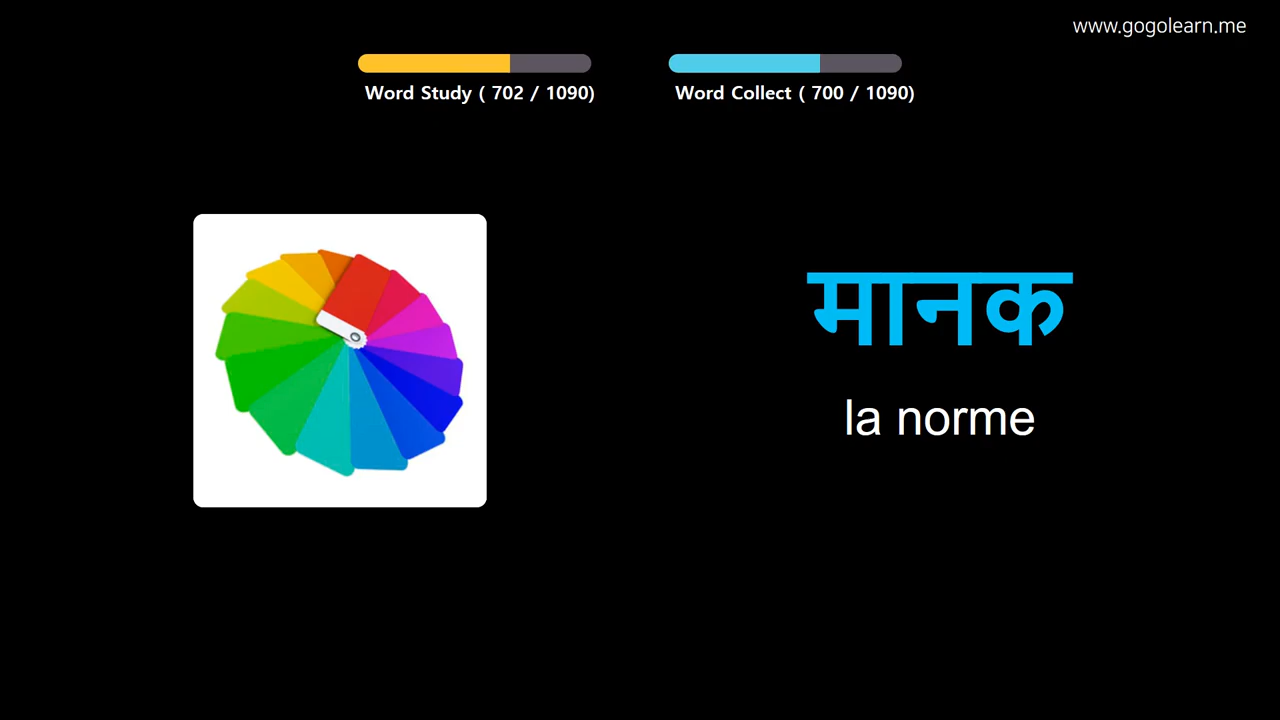 www.gogolearn.me
Word Study ( 702 / 1090)
Word Collect ( 700 / 1090)
मानक
la norme